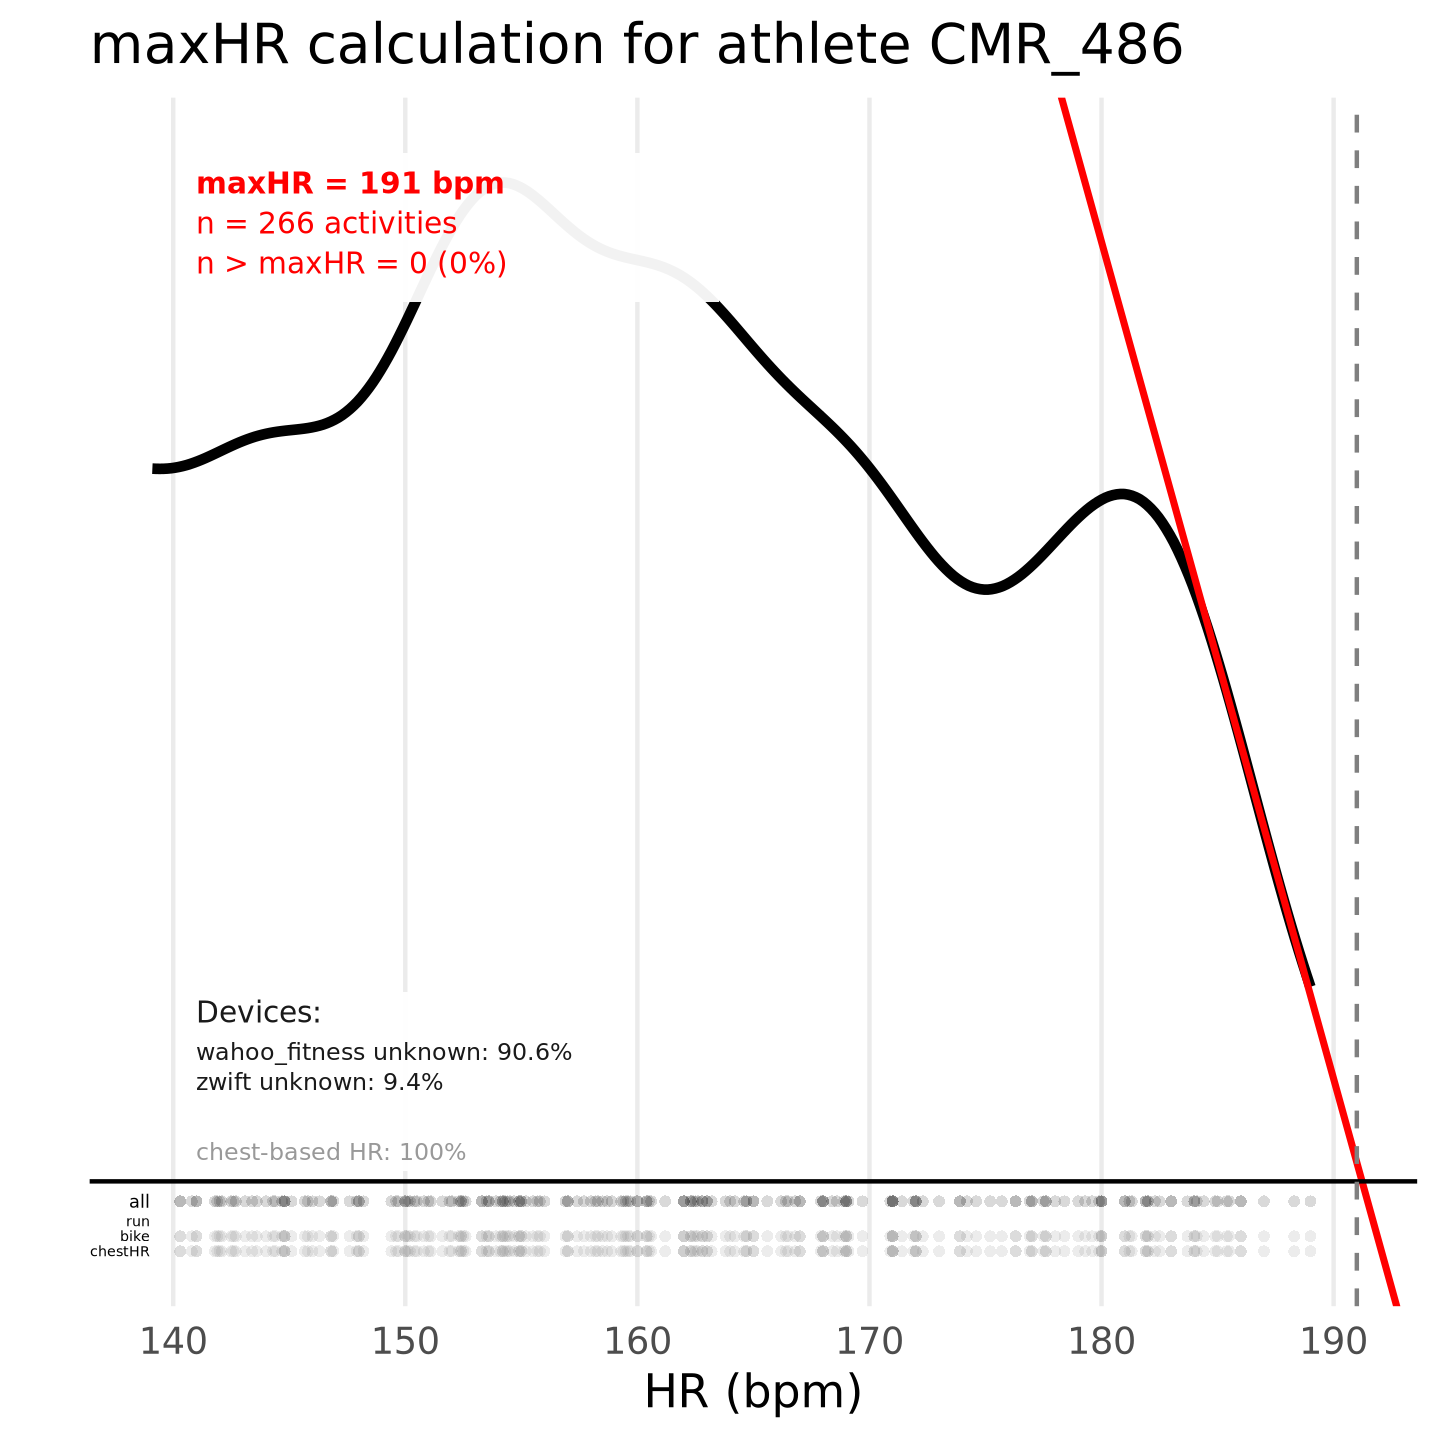 maxHR calculation for athlete CMR_486
maxHR = 191 bpm
n = 266 activities
n > maxHR = 0 (0%)
Devices:
wahoo_fitness unknown: 90.6%
zwift unknown: 9.4%
chest-based HR: 100%
all
run
bike
chestHR
140 150 160 170 180 190
HR (bpm)